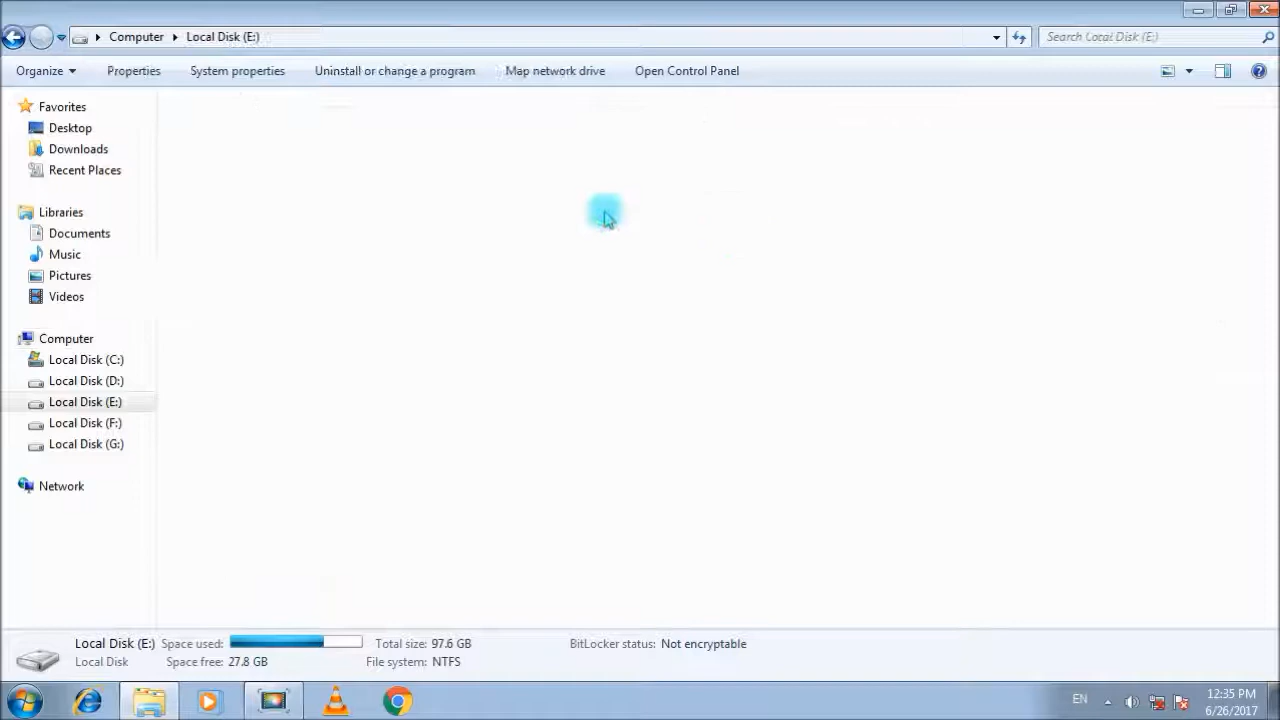 Computer Local Disk (E:) Search Local Disk (E:)
Organize Properties System properties Uninstall or change a program Map network drive Open Control Panel
Favorites
Desktop
Downloads
Recent Places
Libraries
Documents
Music
Pictures
Videos
Computer
Local Disk (C:)
Local Disk (D:)
Local Disk (E:)
Local Disk (F:)
Local Disk (G:)
Network
Local Disk (E:) Space used: Total size: 97.6 GB BitLocker status: Not encryptable
Local Disk Space free: 27.8 GB File system: NTFS
EN 12:35 PM
6/26/2017